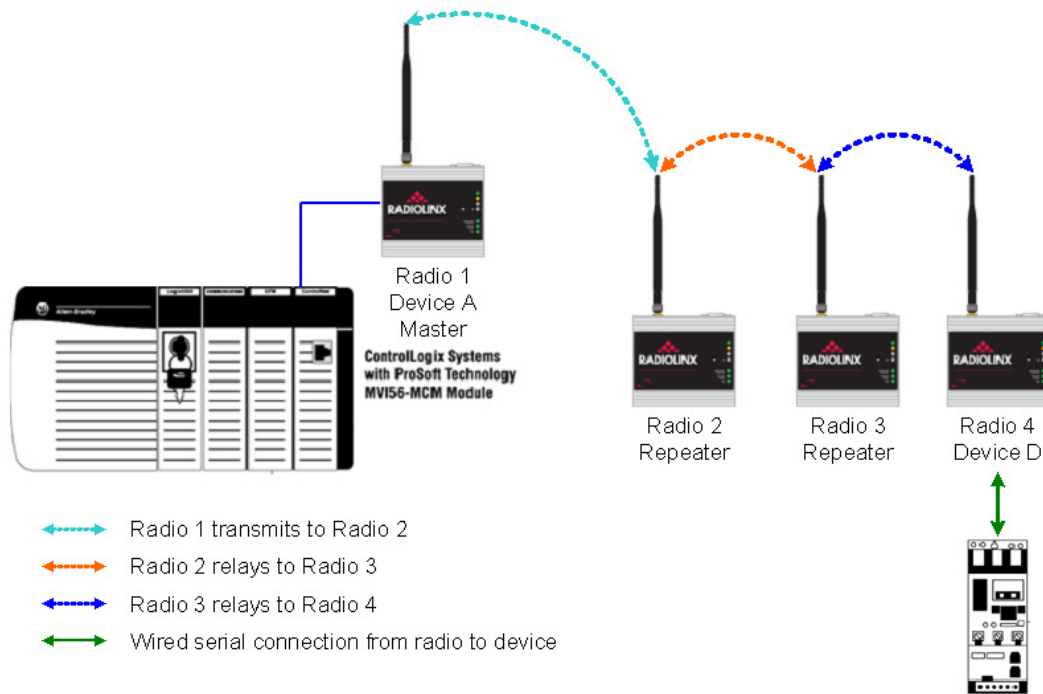 RADIOLINX
Radio 1
Device A
Master
Allen-Bradley
ControlLogix Systems
with ProSoft Technology
MVI56-MCM Module
RADIOLINX
RADIOLINX
RADIOLINX
Radio 2
Repeater
Radio 3
Repeater
Radio 4
Device D
Radio 1 transmits to Radio 2
Radio 2 relays to Radio 3
Radio 3 relays to Radio 4
Wired serial connection from radio to device